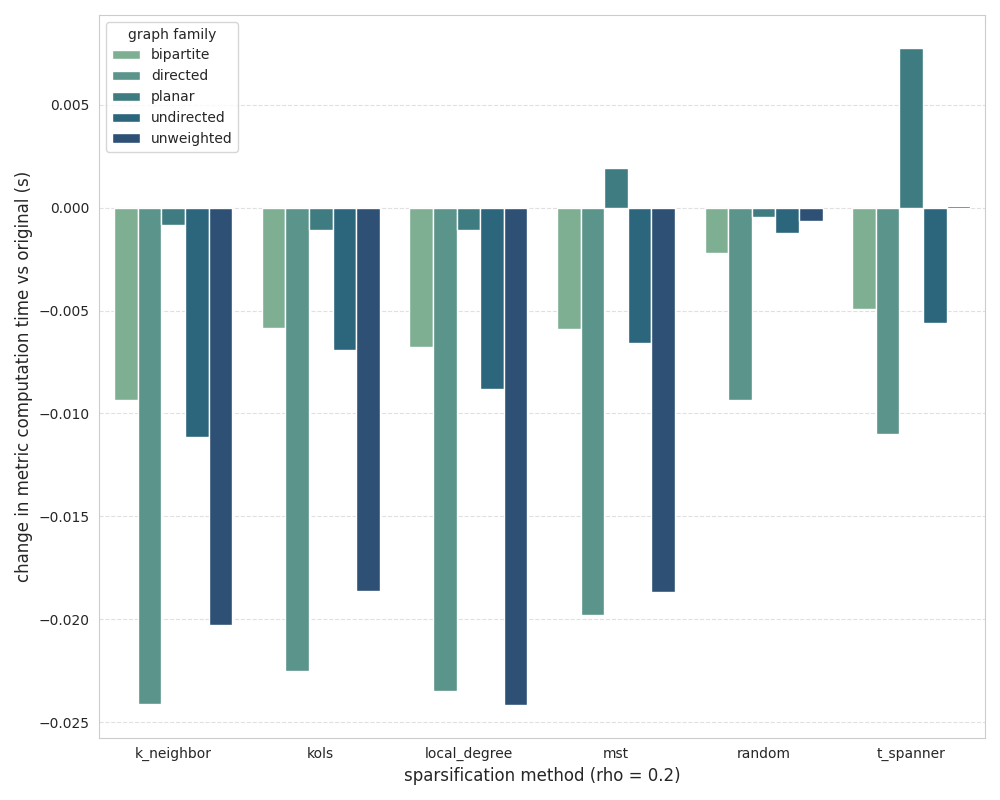 graph family
bipartite
directed
planar
undirected
unweighted
change in metric computation time vs original (s)
0.005
0.000
−0.005
−0.010
−0.015
−0.020
−0.025
k_neighbor
kols
local_degree
mst
random
t_spanner
sparsification method (rho = 0.2)